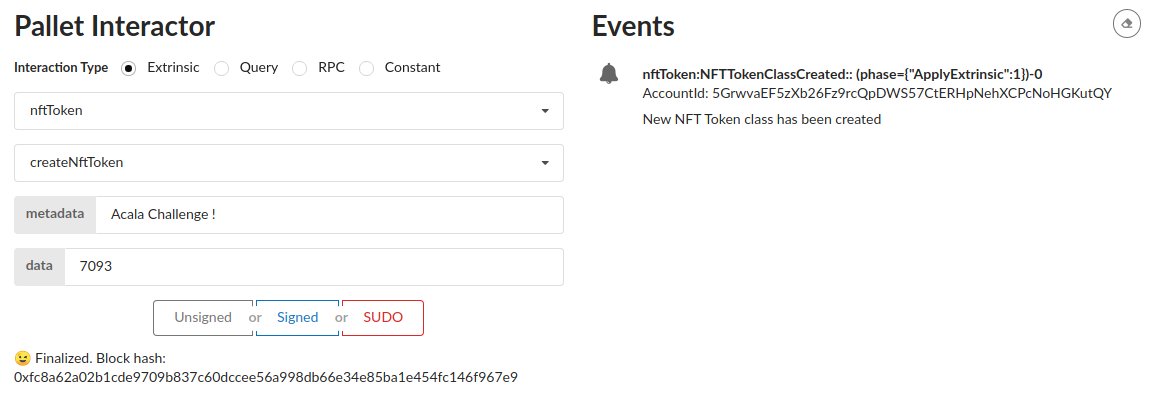 Pallet Interactor
Interaction Type Extrinsic Query RPC Constant
nftToken
createNftToken
metadata Acala Challenge !
data 7093
Unsigned or Signed or SUDO
😉 Finalized. Block hash:
0xfc8a62a02b1cde9709b837c60dccee56a998db66e34e85ba1e454fc146f967e9
Events
nftToken:NFTTokenClassCreated:: (phase={"ApplyExtrinsic":1})-0
AccountId: 5GrwvaEF5zXb26Fz9rcQpDWS57CtERHpNehXCPcNoHGKutQY
New NFT Token class has been created